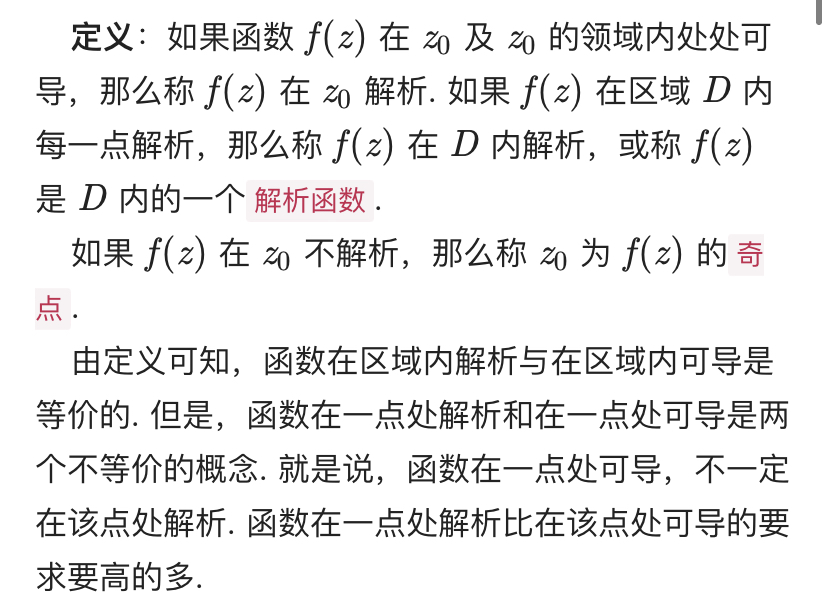 定义：如果函数 f(z) 在 z0 及 z0 的领域内处处可
导，那么称 f(z) 在 z0 解析. 如果 f(z) 在区域 D 内
每一点解析，那么称 f(z) 在 D 内解析，或称 f(z)
是 D 内的一个 解析函数 .
如果 f(z) 在 z0 不解析，那么称 z0 为 f(z) 的 奇
点 .
由定义可知，函数在区域内解析与在区域内可导是
等价的. 但是，函数在一点处解析和在一点处可导是两
个不等价的概念. 就是说，函数在一点处可导，不一定
在该点处解析. 函数在一点处解析比在该点处可导的要
求要高的多.